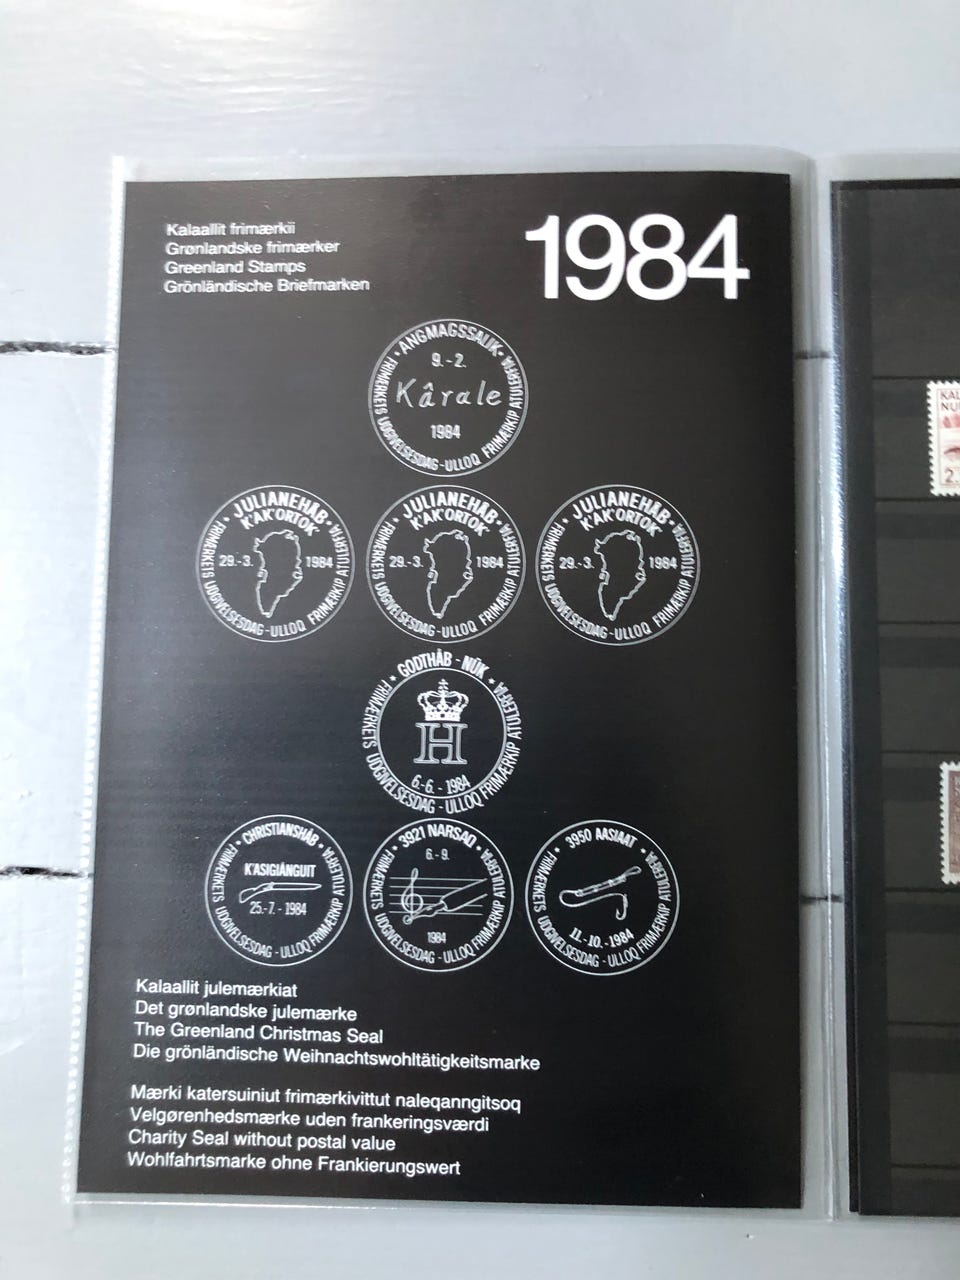 Kalaallit frimærkii
Grønlandske frimærker
Greenland Stamps
Grönländische Briefmarken
1984
• ANGMAGSSALIK •
9.-2.
Kârale
1984
FRIMÆRKETS UDGIVELSESDAG - ULLOQ FRIMÆRKIP ATULERFIA
• JULIANEHÅB •
K'AK'ORTOK
29.-3. 1984
FRIMÆRKETS UDGIVELSESDAG - ULLOQ FRIMÆRKIP ATULERFIA
• JULIANEHÅB •
K'AK'ORTOK
29.-3. 1984
FRIMÆRKETS UDGIVELSESDAG - ULLOQ FRIMÆRKIP ATULERFIA
• JULIANEHÅB •
K'AK'ORTOK
29.-3. 1984
FRIMÆRKETS UDGIVELSESDAG - ULLOQ FRIMÆRKIP ATULERFIA
• GODTHÅB - NÛK •
H
6.-6. - 1984
FRIMÆRKETS UDGIVELSESDAG - ULLOQ FRIMÆRKIP ATULERFIA
• CHRISTIANSHÅB •
K'ASIGIÁNGUIT
25.-7. - 1984
FRIMÆRKETS UDGIVELSESDAG - ULLOQ FRIMÆRKIP ATULERFIA
• 3921 NARSAQ •
6.-9.
1984
FRIMÆRKETS UDGIVELSESDAG - ULLOQ FRIMÆRKIP ATULERFIA
• 3950 AASIAAT •
11.-10.-1984
FRIMÆRKETS UDGIVELSESDAG - ULLOQ FRIMÆRKIP ATULERFIA
Kalaallit julemærkiat
Det grønlandske julemærke
The Greenland Christmas Seal
Die grönländische Weihnachtswohltätigkeitsmarke
Mærki katersuiniut frimærkivittut naleqanngitsoq
Velgørenhedsmærke uden frankeringsværdi
Charity Seal without postal value
Wohlfahrtsmarke ohne Frankierungswert